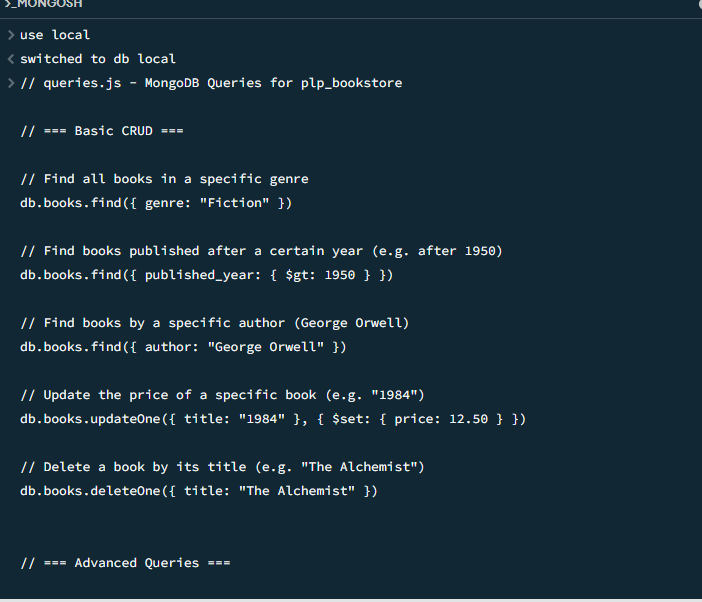 >_MONGOSH
> use local
< switched to db local
> // queries.js - MongoDB Queries for plp_bookstore
// === Basic CRUD ===
// Find all books in a specific genre
db.books.find({ genre: "Fiction" })
// Find books published after a certain year (e.g. after 1950)
db.books.find({ published_year: { $gt: 1950 } })
// Find books by a specific author (George Orwell)
db.books.find({ author: "George Orwell" })
// Update the price of a specific book (e.g. "1984")
db.books.updateOne({ title: "1984" }, { $set: { price: 12.50 } })
// Delete a book by its title (e.g. "The Alchemist")
db.books.deleteOne({ title: "The Alchemist" })
// === Advanced Queries ===